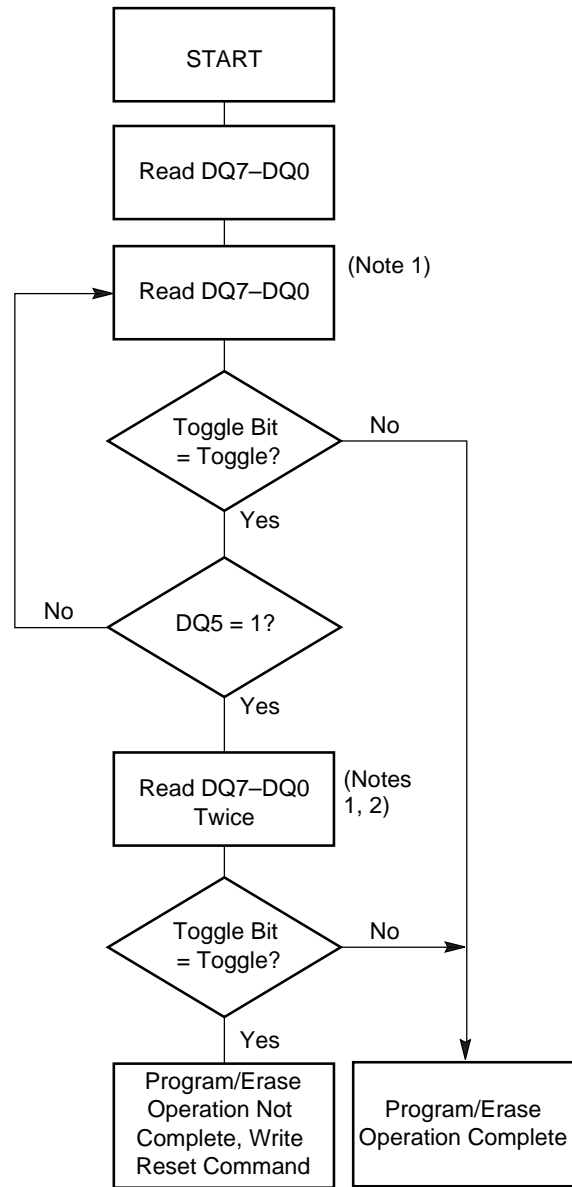 START
Read DQ7–DQ0
Read DQ7–DQ0
(Note 1)
Toggle Bit
= Toggle?
No
Yes
No
DQ5 = 1?
Yes
Read DQ7–DQ0
Twice
(Notes
1, 2)
Toggle Bit
= Toggle?
No
Yes
Program/Erase
Operation Not
Complete, Write
Reset Command
Program/Erase
Operation Complete